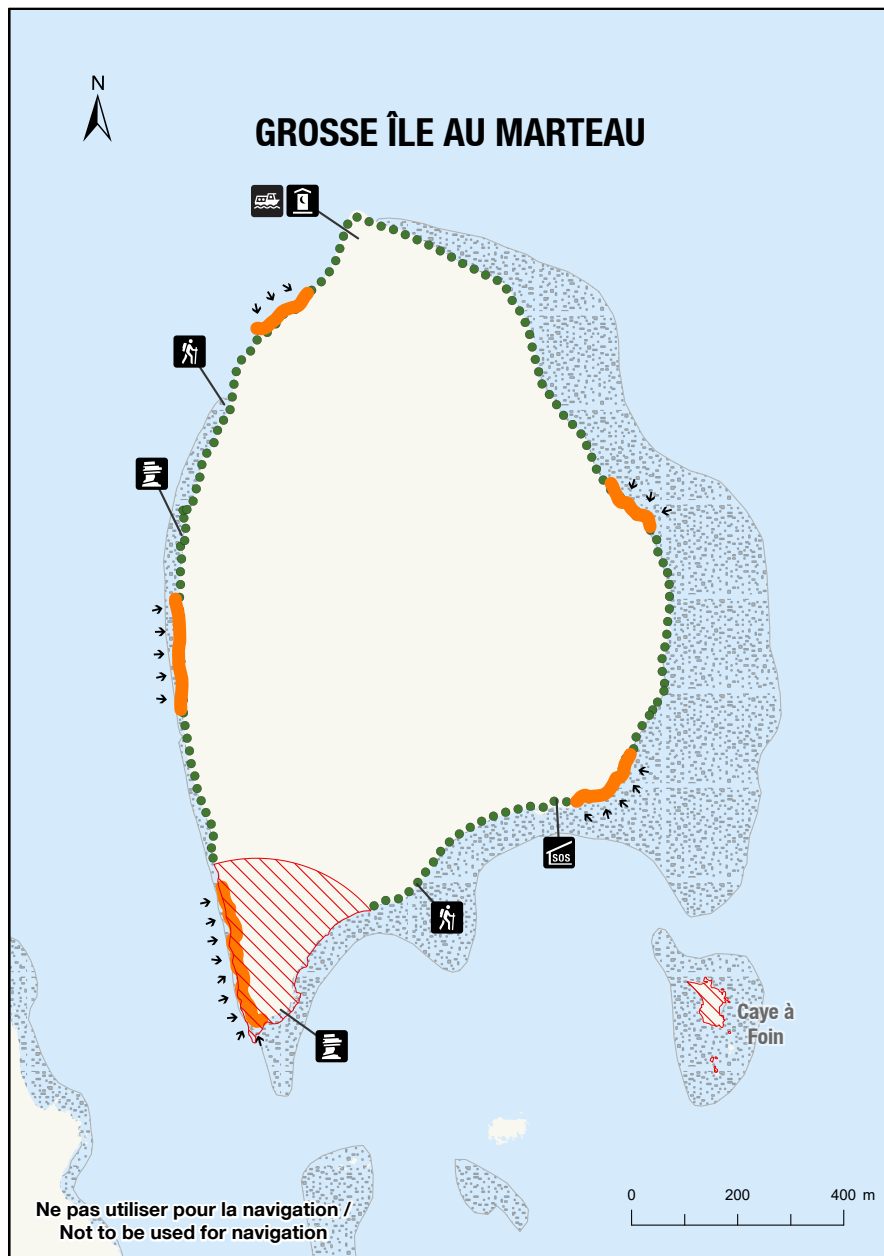 N
GROSSE ÎLE AU MARTEAU
SOS
Caye à
Foin
0 200 400 m
Ne pas utiliser pour la navigation /
Not to be used for navigation